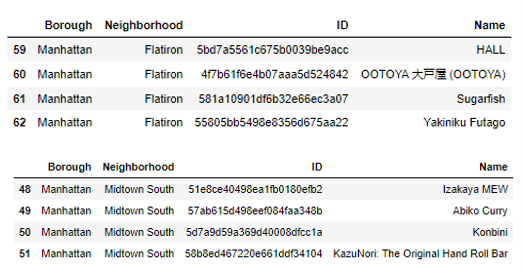 Borough Neighborhood ID Name
59 Manhattan Flatiron 5bd7a5561c675b0039be9acc HALL
60 Manhattan Flatiron 4f7b61f6e4b07aaa5d524842 OOTOYA 大戸屋 (OOTOYA)
61 Manhattan Flatiron 581a10901df6b32e66ec3a07 Sugarfish
62 Manhattan Flatiron 55805bb5498e8356d675aa22 Yakiniku Futago
Borough Neighborhood ID Name
48 Manhattan Midtown South 51e8ce40498ea1fb0180efb2 Izakaya MEW
49 Manhattan Midtown South 57ab615d498eef084faa348b Abiko Curry
50 Manhattan Midtown South 5d7a9d59a369d40008dfcc1a Konbini
51 Manhattan Midtown South 58b8ed467220e661ddf34104 KazuNori: The Original Hand Roll Bar